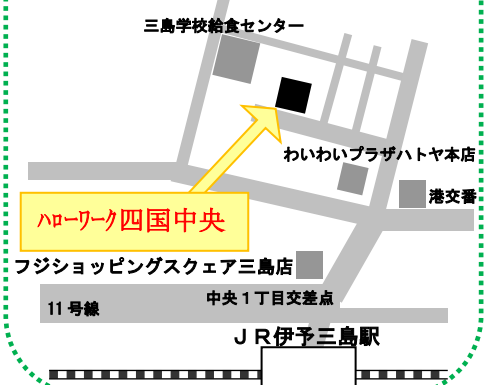 三島学校給食センター
わいわいプラザハトヤ本店
港交番
ﾊﾛｰﾜｰｸ四国中央
フジショッピングスクェア三島店
中央１丁目交差点
11号線
ＪＲ伊予三島駅